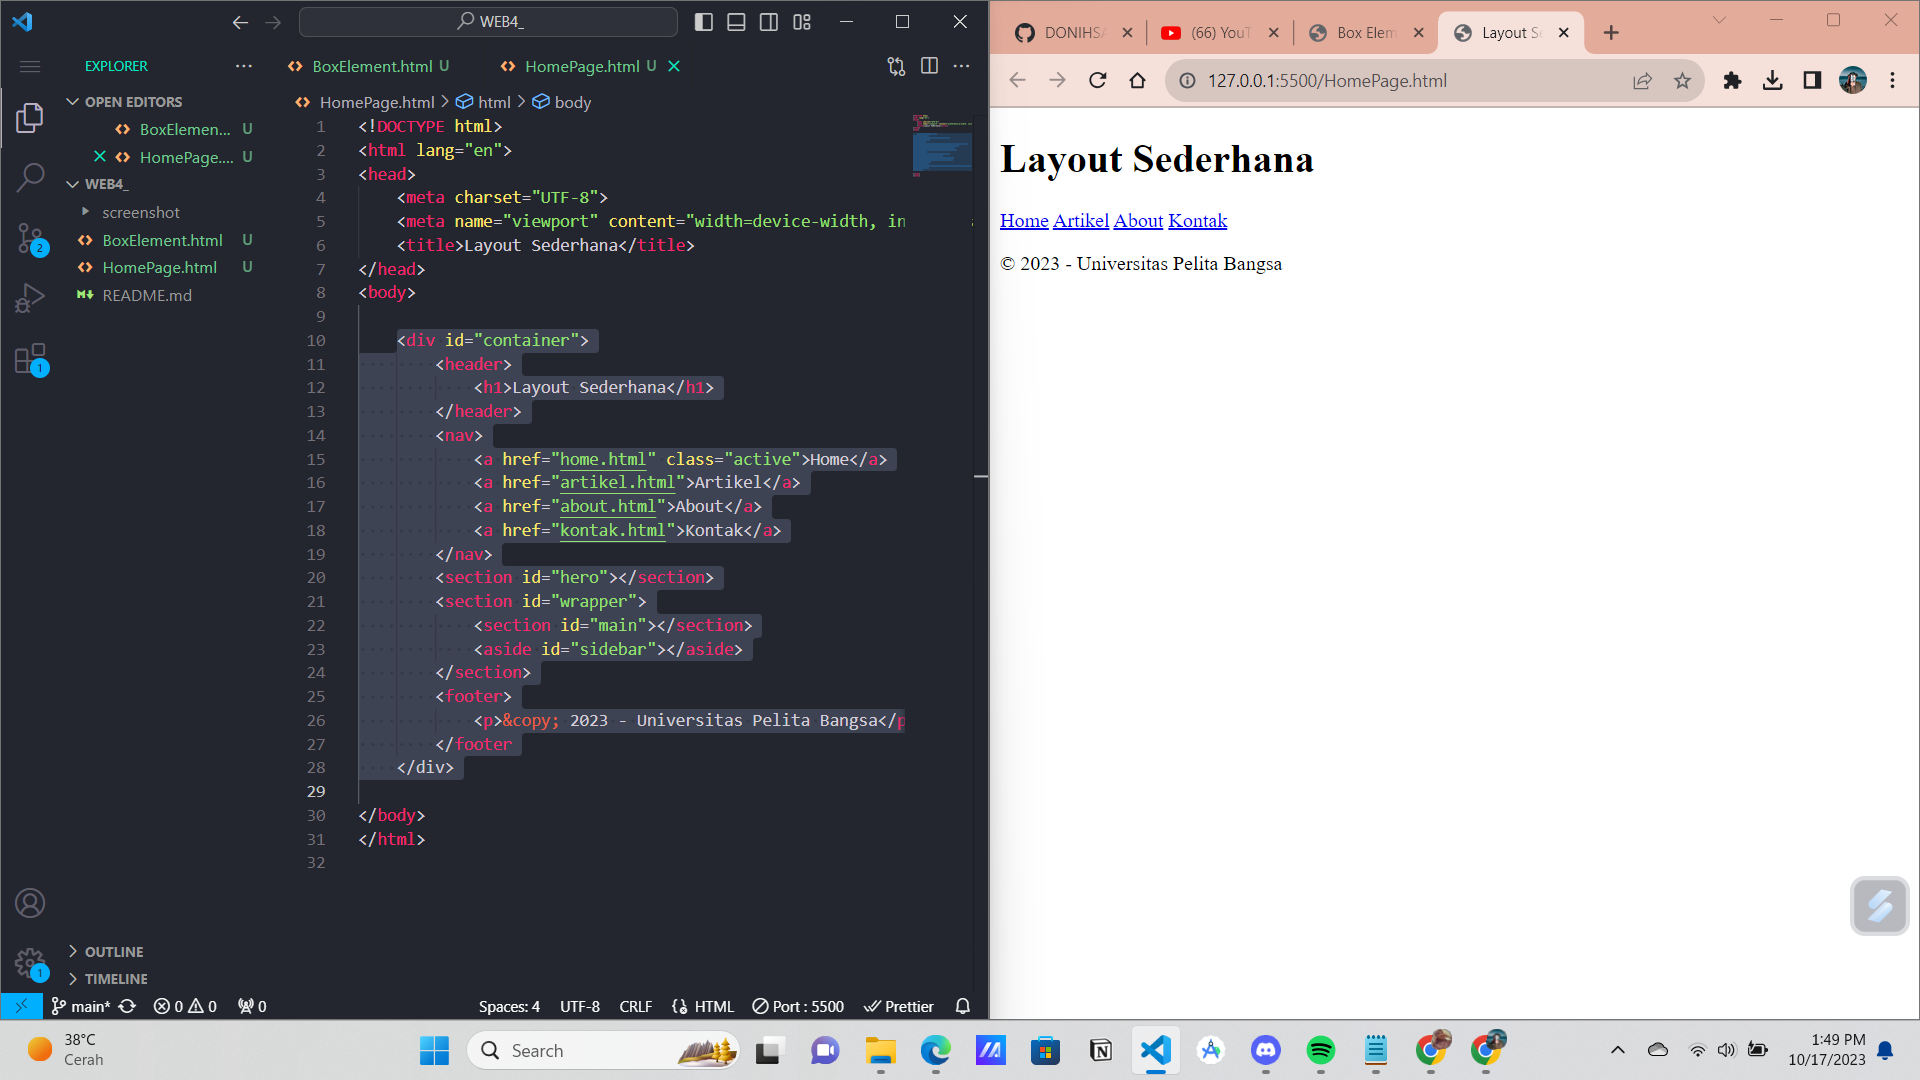 WEB4_
EXPLORER
BoxElement.html U
HomePage.html U
OPEN EDITORS
BoxElemen... U
HomePage.... U
WEB4_
screenshot
BoxElement.html U
HomePage.html U
README.md
OUTLINE
TIMELINE
HomePage.html > html > body
1 <!DOCTYPE html>
2 <html lang="en">
3 <head>
4 <meta charset="UTF-8">
5 <meta name="viewport" content="width=device-width, in
6 <title>Layout Sederhana</title>
7 </head>
8 <body>
9
10 <div id="container">
11 <header>
12 <h1>Layout Sederhana</h1>
13 </header>
14 <nav>
15 <a href="home.html" class="active">Home</a>
16 <a href="artikel.html">Artikel</a>
17 <a href="about.html">About</a>
18 <a href="kontak.html">Kontak</a>
19 </nav>
20 <section id="hero"></section>
21 <section id="wrapper">
22 <section id="main"></section>
23 <aside id="sidebar"></aside>
24 </section>
25 <footer>
26 <p>&copy; 2023 - Universitas Pelita Bangsa</p
27 </footer
28 </div>
29
30 </body>
31 </html>
32
2
1
1
main* 0 0 0
Spaces: 4 UTF-8 CRLF HTML Port : 5500 Prettier
DONIHSA (66) YouT Box Elem Layout Se
127.0.0.1:5500/HomePage.html
Layout Sederhana
Home Artikel About Kontak
© 2023 - Universitas Pelita Bangsa
38°C
Cerah
Search
1:49 PM
10/17/2023